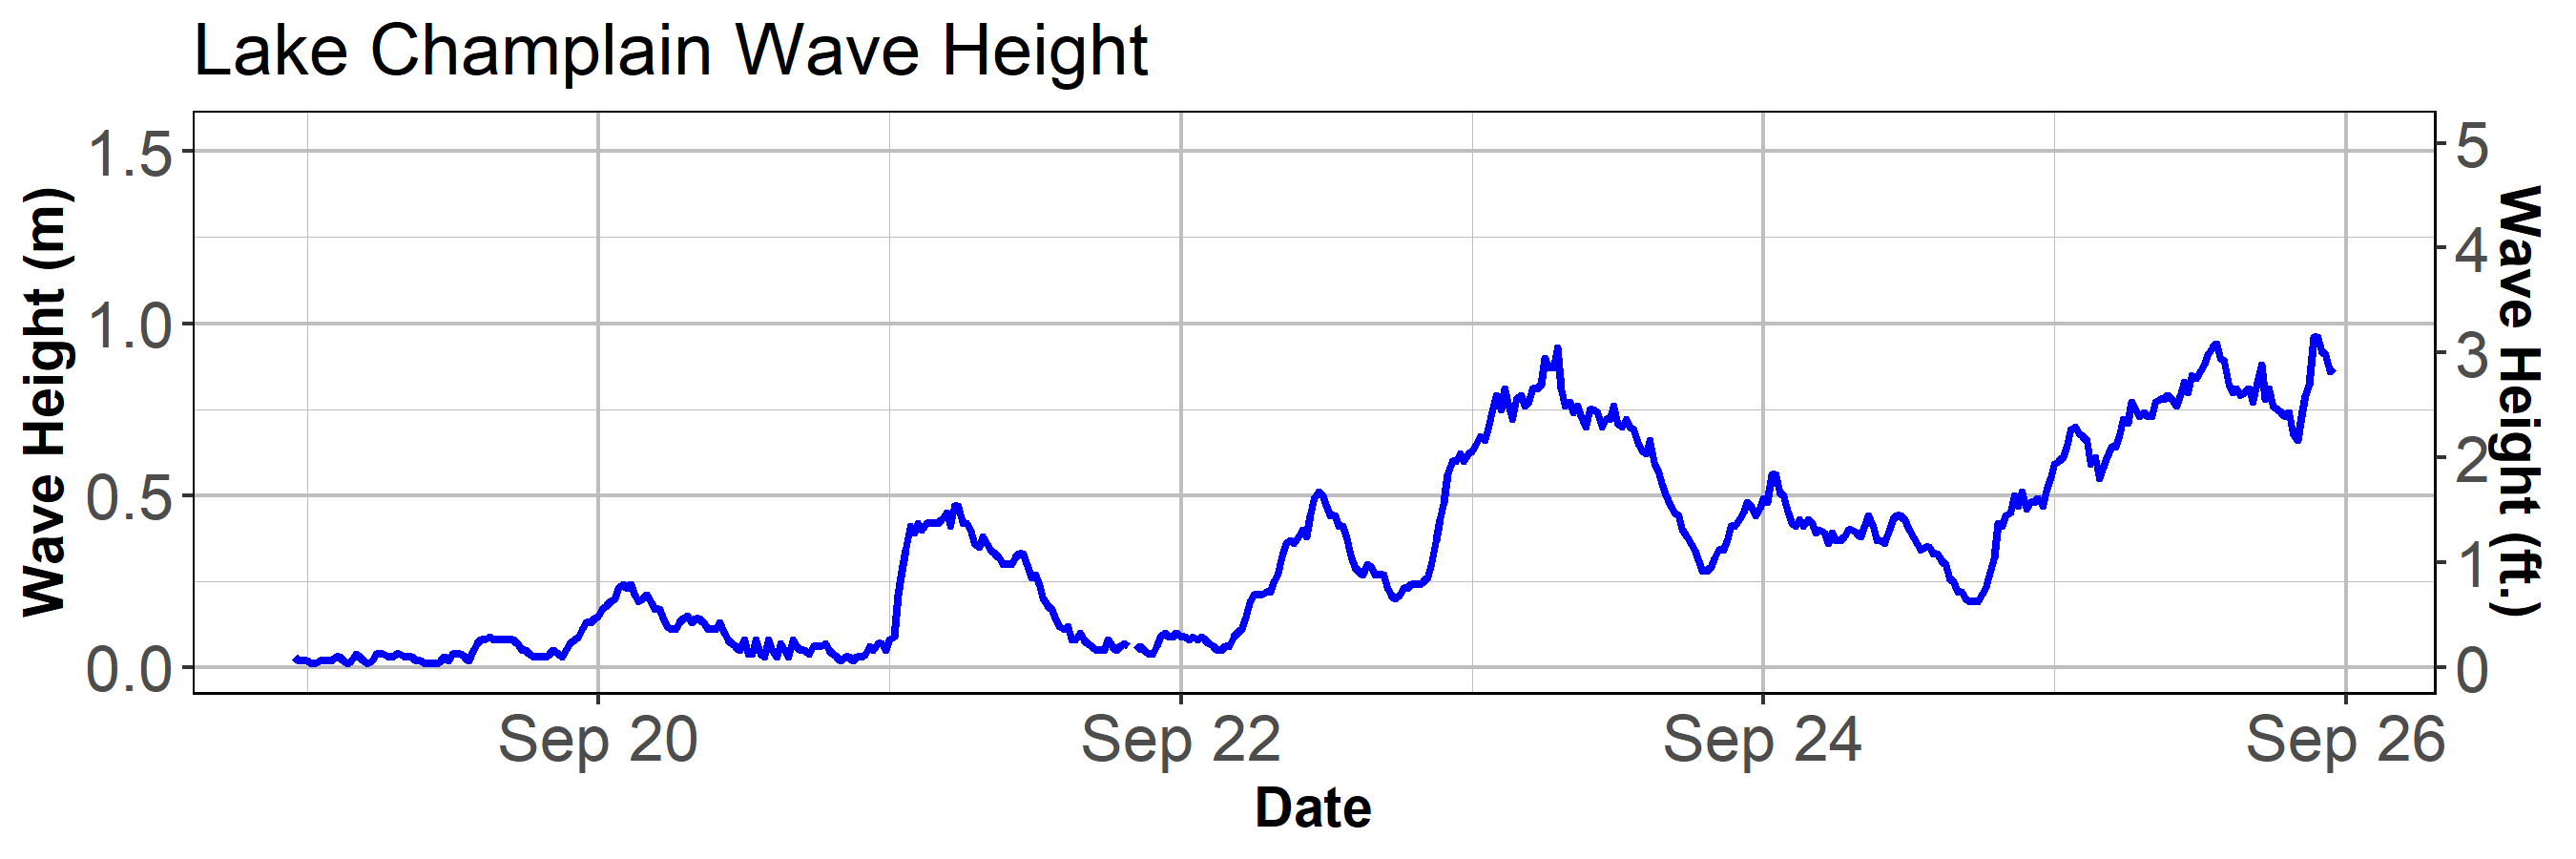 Lake Champlain Wave Height
Wave Height (m)
1.5
1.0
0.5
0.0
5
4
3
2
1
0
Wave Height (ft.)
Sep 20
Sep 22
Sep 24
Sep 26
Date